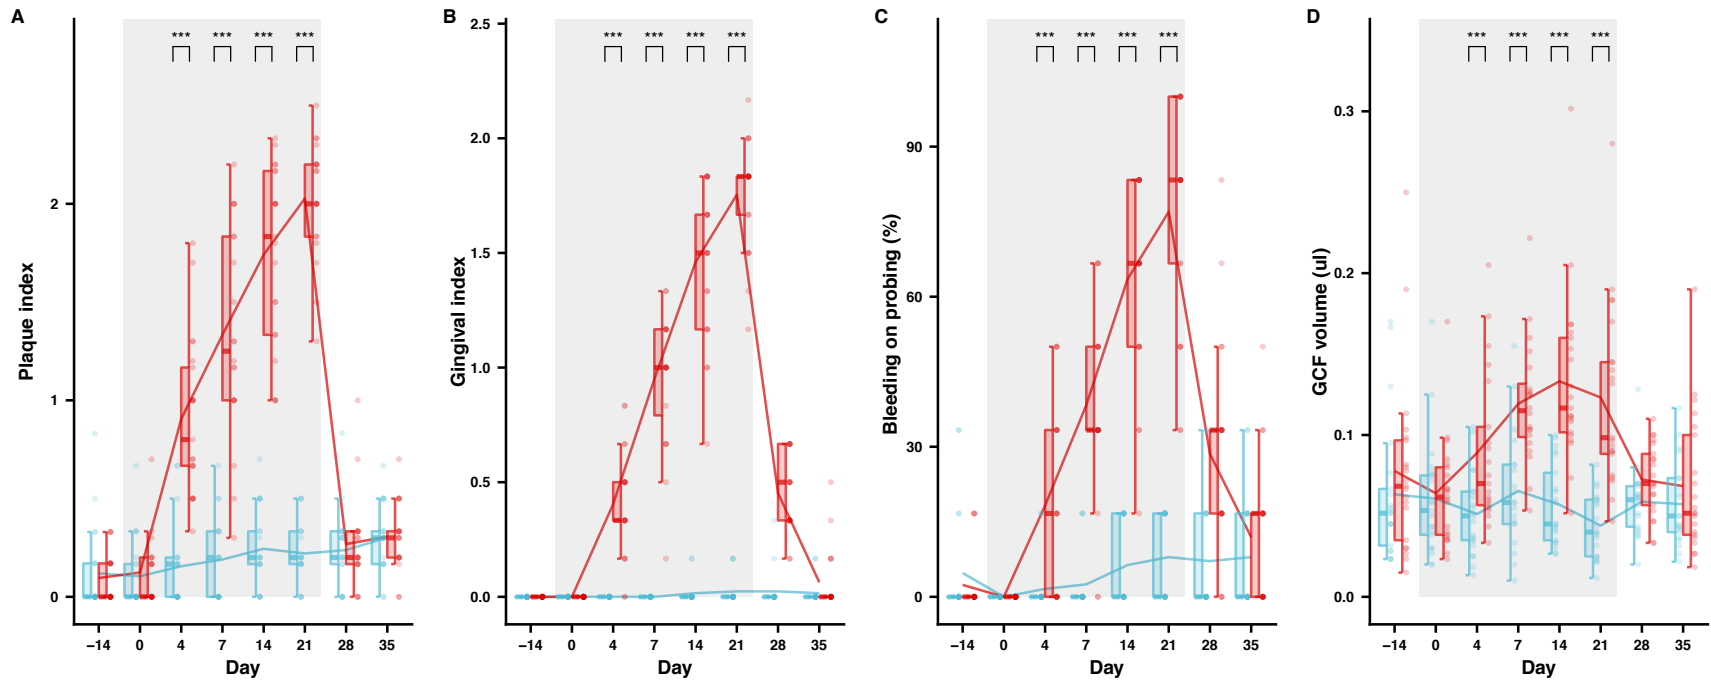 A
Plaque index
2
1
0
*** *** *** ***
−14 0 4 7 14 21 28 35
Day
B
Gingival index
2.5
2.0
1.5
1.0
0.5
0.0
*** *** *** ***
−14 0 4 7 14 21 28 35
Day
C
Bleeding on probing (%)
90
60
30
0
*** *** *** ***
−14 0 4 7 14 21 28 35
Day
D
GCF volume (ul)
0.3
0.2
0.1
0.0
*** *** *** ***
−14 0 4 7 14 21 28 35
Day